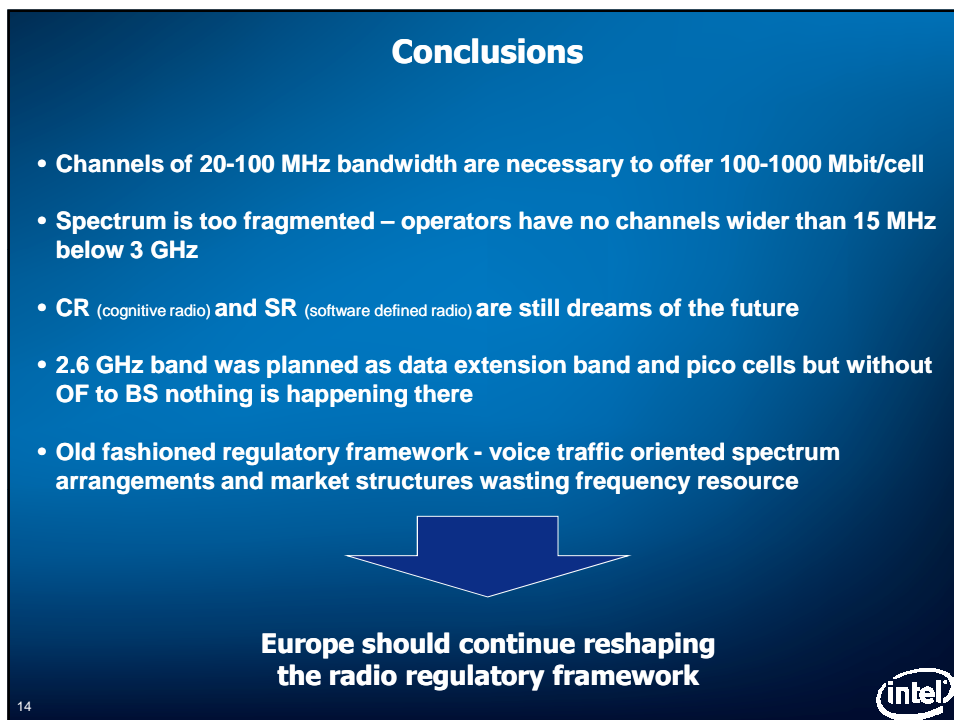 Conclusions
• Channels of 20-100 MHz bandwidth are necessary to offer 100-1000 Mbit/cell
• Spectrum is too fragmented – operators have no channels wider than 15 MHz
below 3 GHz
• CR (cognitive radio) and SR (software defined radio) are still dreams of the future
• 2.6 GHz band was planned as data extension band and pico cells but without
OF to BS nothing is happening there
• Old fashioned regulatory framework - voice traffic oriented spectrum
arrangements and market structures wasting frequency resource
Europe should continue reshaping
the radio regulatory framework
14
intel